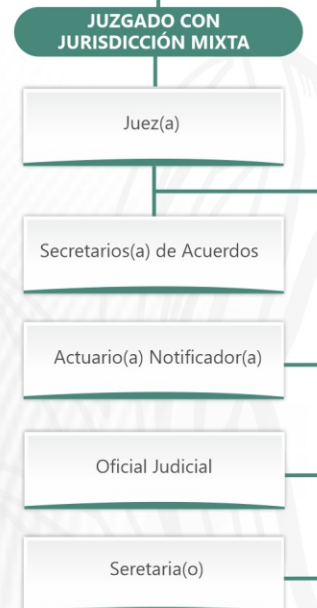 JUZGADO CON
JURISDICCIÓN MIXTA
Juez(a)
Secretarios(a) de Acuerdos
Actuario(a) Notificador(a)
Oficial Judicial
Seretaria(o)